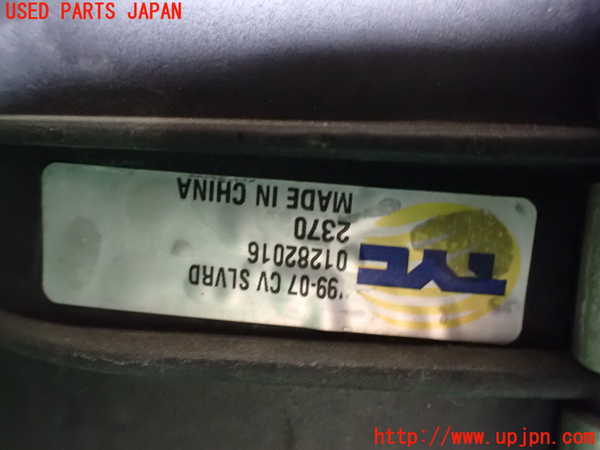 USED PARTS JAPAN
TYC
'99-07 CV SLVRD
01282016
2370
MADE IN CHINA
http://www.upjpn.com/